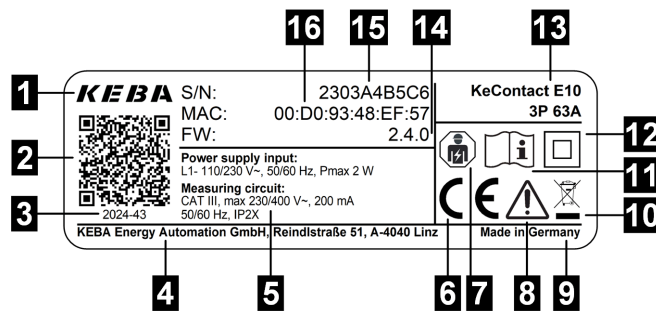 16 15 14 13
1 KEBA S/N: 2303A4B5C6 KeContact E10
MAC: 00:D0:93:48:EF:57 3P 63A
FW: 2.4.0
12
2 Power supply input:
L1- 110/230 V~, 50/60 Hz, Pmax 2 W
11
Measuring circuit:
CAT III, max 230/400 V~, 200 mA
3 2024-43 50/60 Hz, IP2X CE 10
KEBA Energy Automation GmbH, Reindlstraße 51, A-4040 Linz Made in Germany
4 5 6 7 8 9